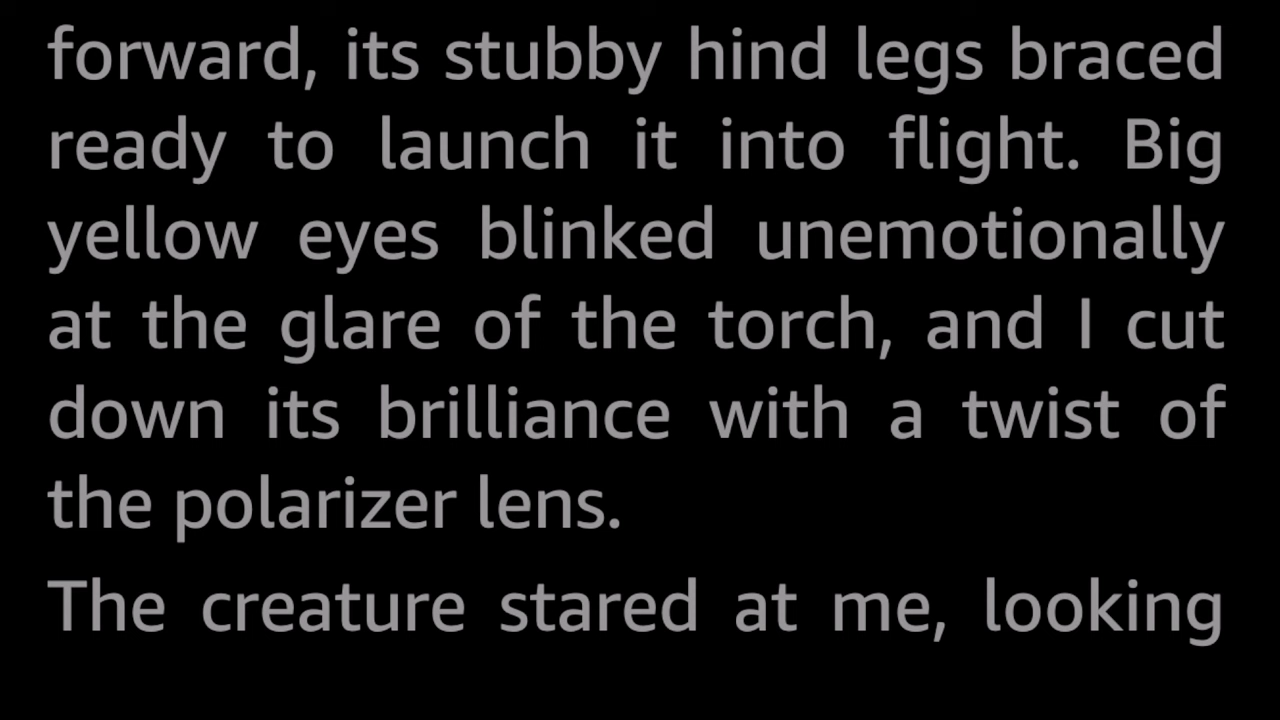 forward, its stubby hind legs braced
ready to launch it into flight. Big
yellow eyes blinked unemotionally
at the glare of the torch, and I cut
down its brilliance with a twist of
the polarizer lens.
The creature stared at me, looking